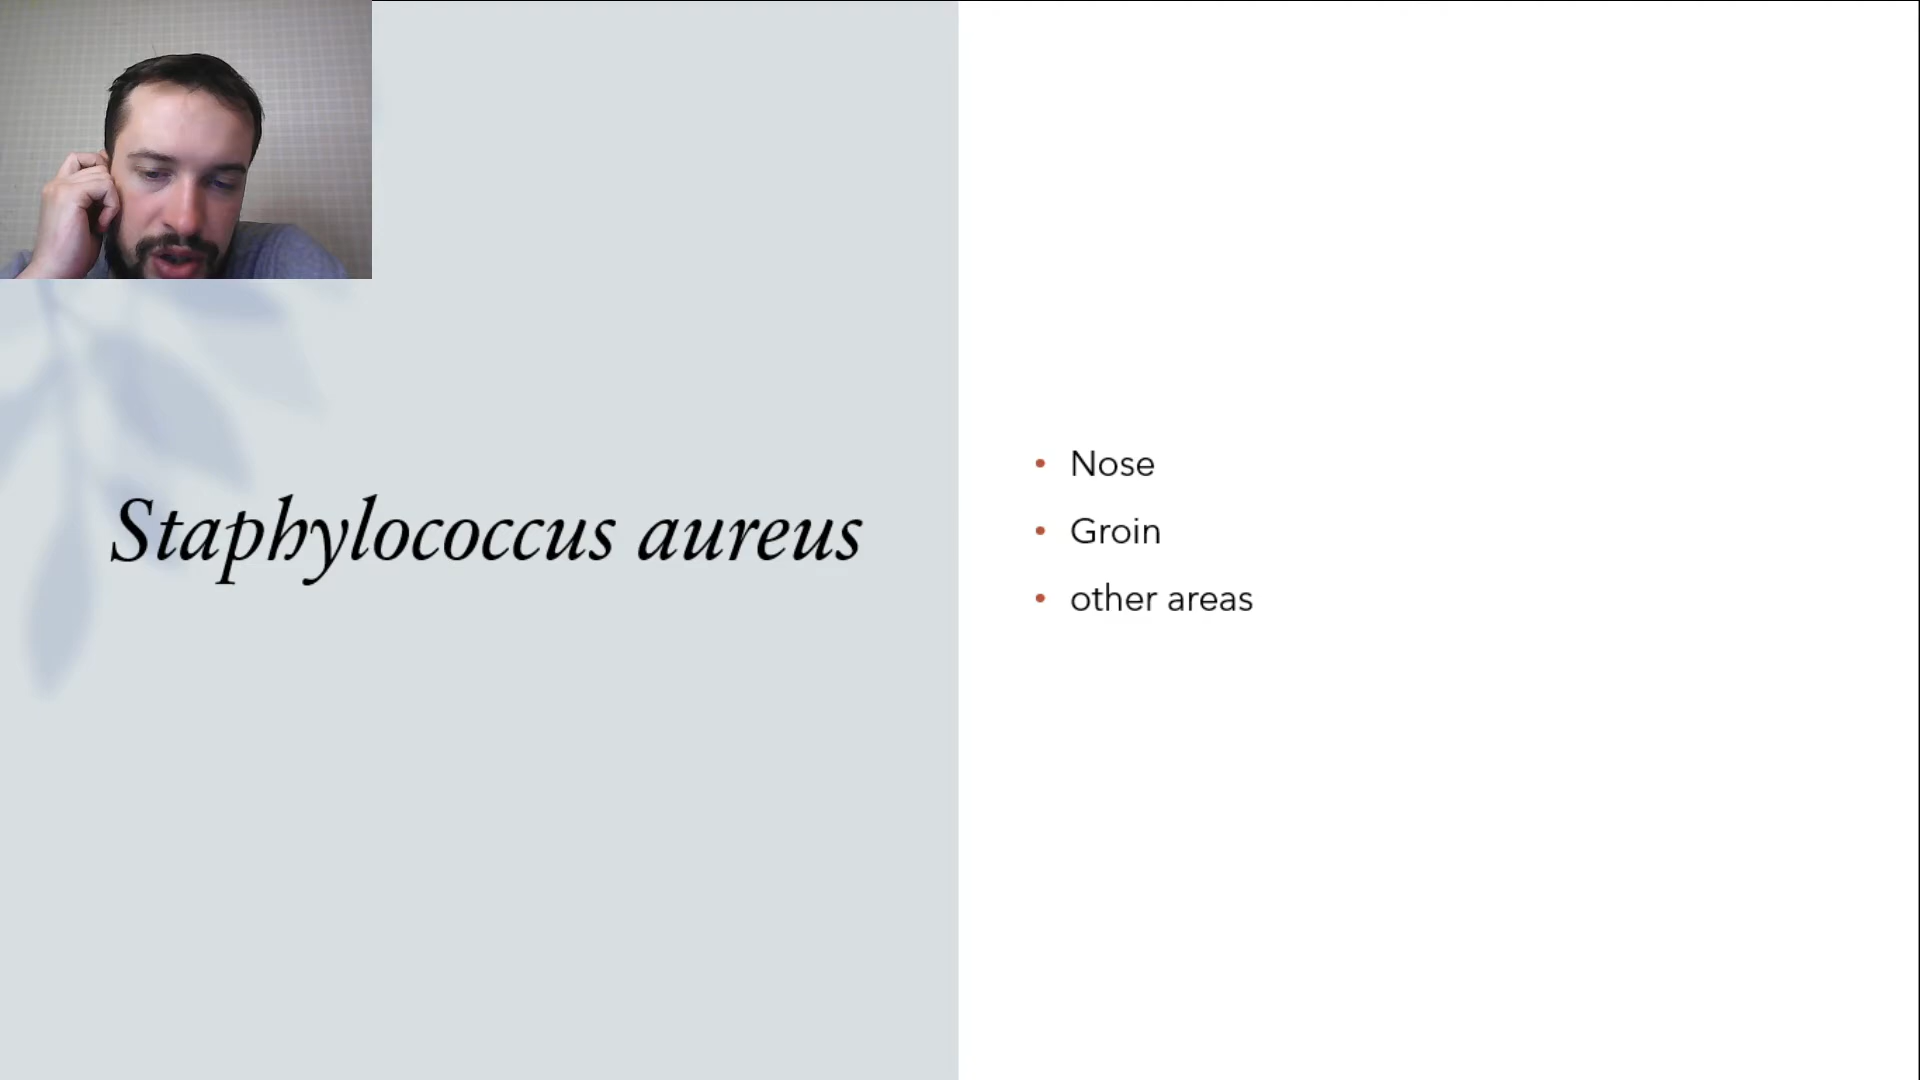 Staphylococcus aureus
• Nose
• Groin
• other areas